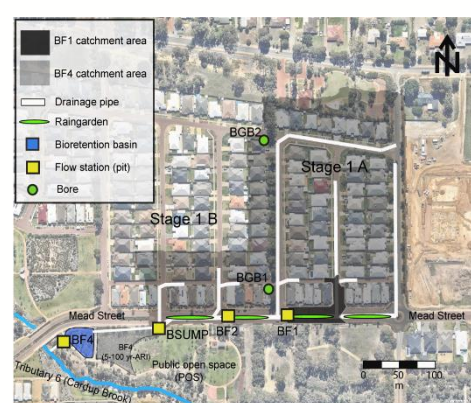 BF1 catchment area
BF4 catchment area
Drainage pipe
Raingarden
Bioretention basin
Flow station (pit)
Bore
N
BGB2
Stage 1 A
Stage 1 B
BGB1
Mead Street
Mead Street
BSUMP
BF2
BF1
BF4
BF4
(5-100 yr-ARI)
Public open space
(POS)
Tributary 6 (Cardup Brook)
0 50 100
m